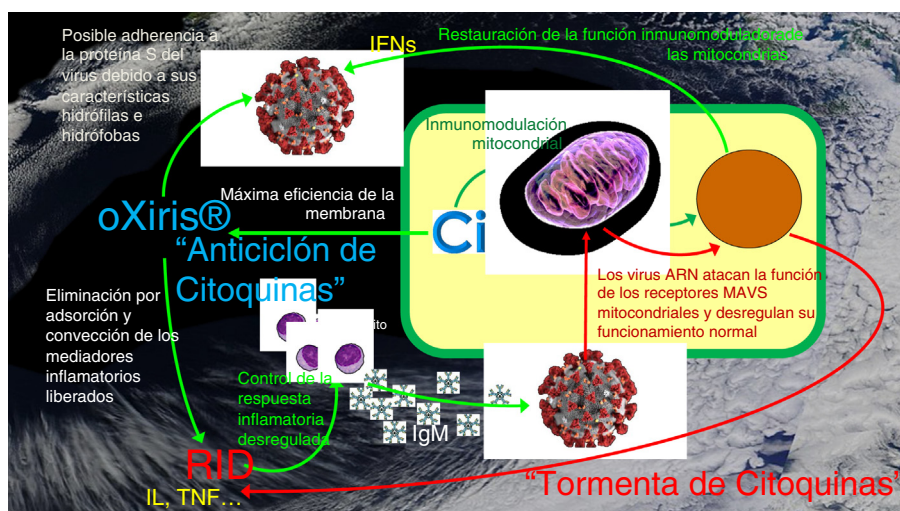 Posible adherencia a
la proteína S del
virus debido a sus
características
hidrófilas e
hidrófobas
IFNs
Restauración de la función inmunomoduladorade
las mitocondrias
Inmunomodulación
mitocondrial
Máxima eficiencia de la
membrana
oXiris®
“Anticiclón de
Citoquinas”
Ci
Los virus ARN atacan la función
de los receptores MAVS
mitocondriales y desregulan su
funcionamiento normal
Eliminación por
adsorción y
convección de los
mediadores
inflamatorios
liberados
ito
Control de la
respuesta
inflamatoria
desregulada
IgM
RID
IL, TNF…
“Tormenta de Citoquinas”